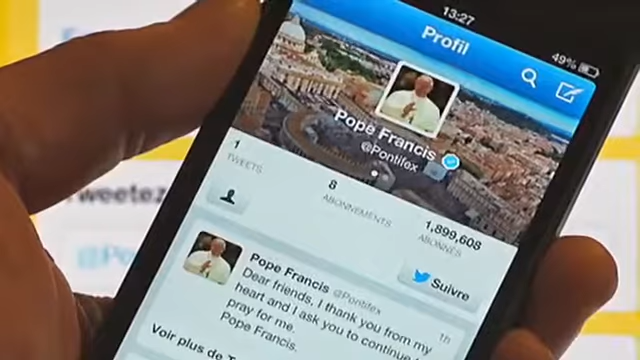 13:27
49%
Profil
Pope Francis
@Pontifex
1
TWEETS
8
ABONNEMENTS
1,899,608
ABONNÉS
Suivre
Pope Francis @Pontifex 1h
Dear friends, I thank you from my
heart and I ask you to continue
pray for me.
Pope Francis.
Voir plus de
Tweetez